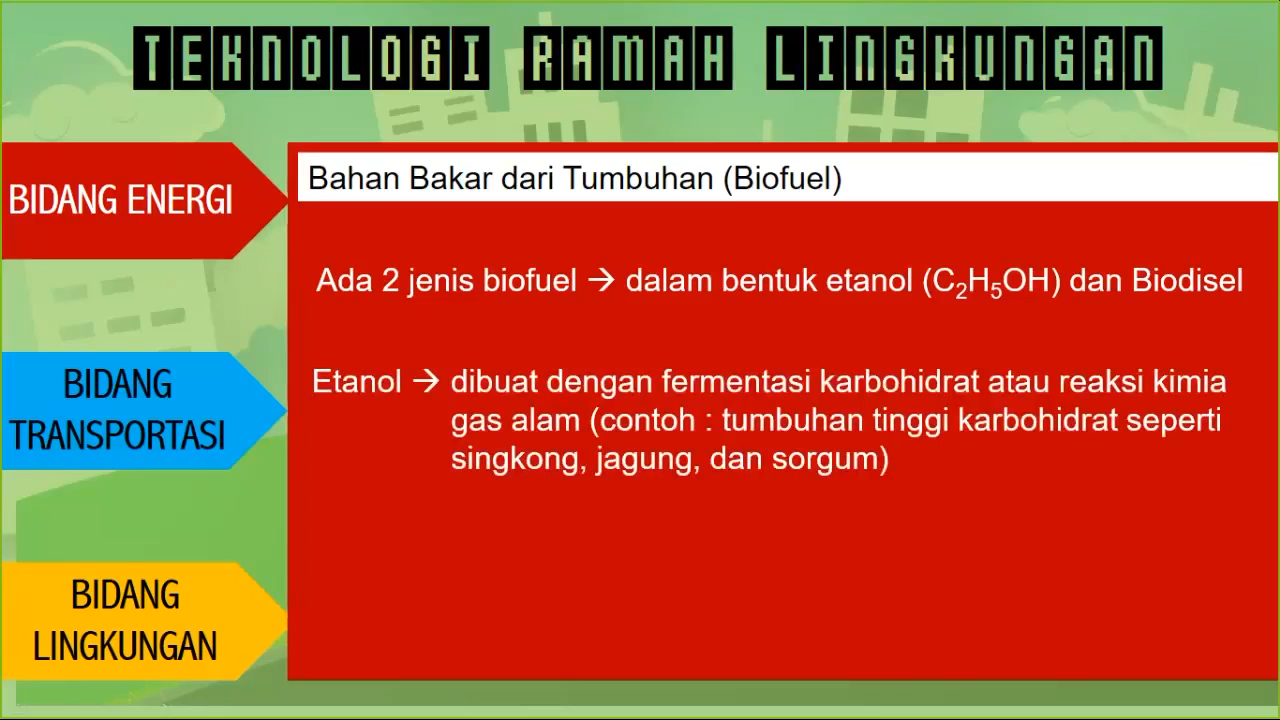 TEKNOLOGI RAMAH LINGKUNGAN
BIDANG ENERGI
Bahan Bakar dari Tumbuhan (Biofuel)
Ada 2 jenis biofuel → dalam bentuk etanol (C₂H₅OH) dan Biodisel
Etanol → dibuat dengan fermentasi karbohidrat atau reaksi kimia
gas alam (contoh : tumbuhan tinggi karbohidrat seperti
singkong, jagung, dan sorgum)
BIDANG
TRANSPORTASI
BIDANG
LINGKUNGAN